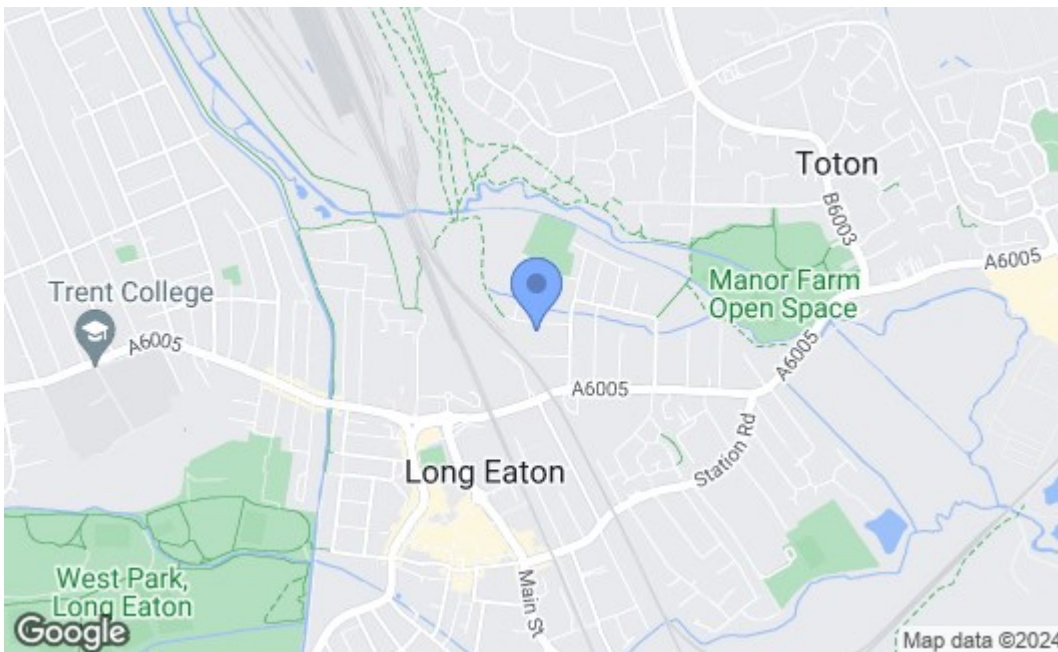 Toton
B6003
A6005
Manor Farm
Open Space
Trent College
A6005
A6005
A6005
Station Rd
Long Eaton
West Park,
Long Eaton
Main St
Google
Map data ©2024